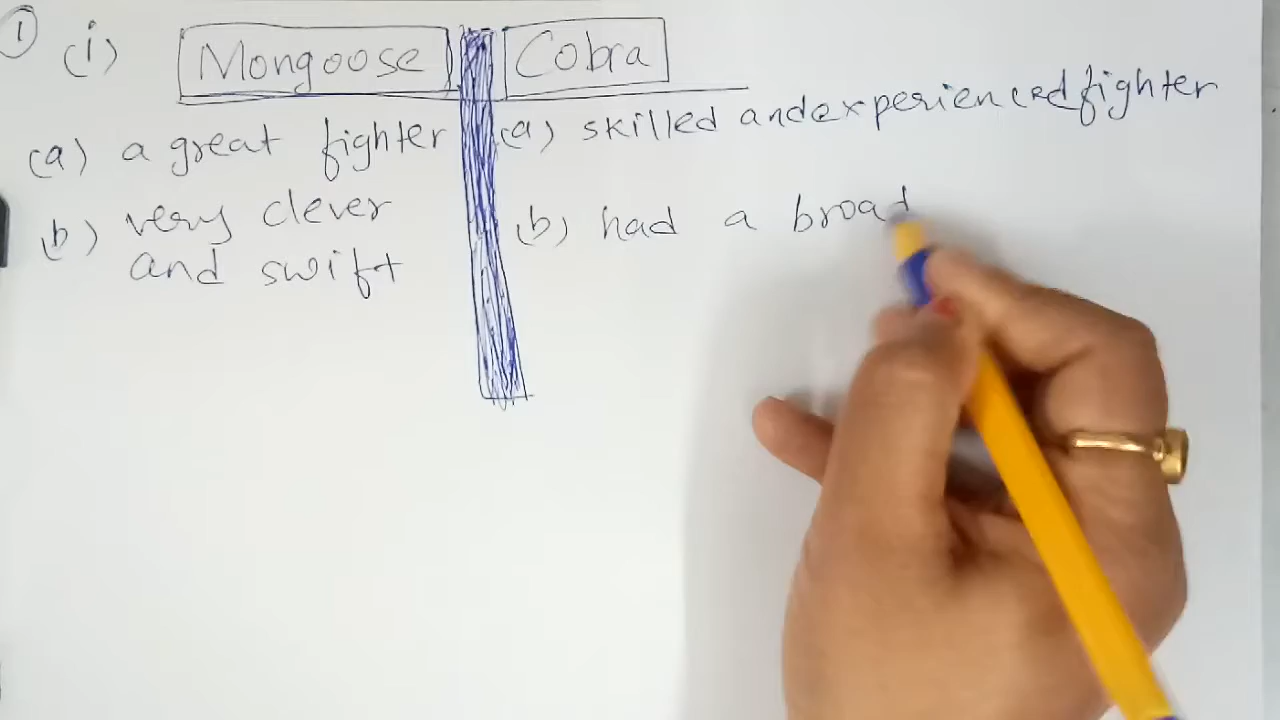 ① (i) Mongoose Cobra
(a) a great fighter
(b) very clever
and swift
(a) skilled and experienced fighter
(b) had a broad